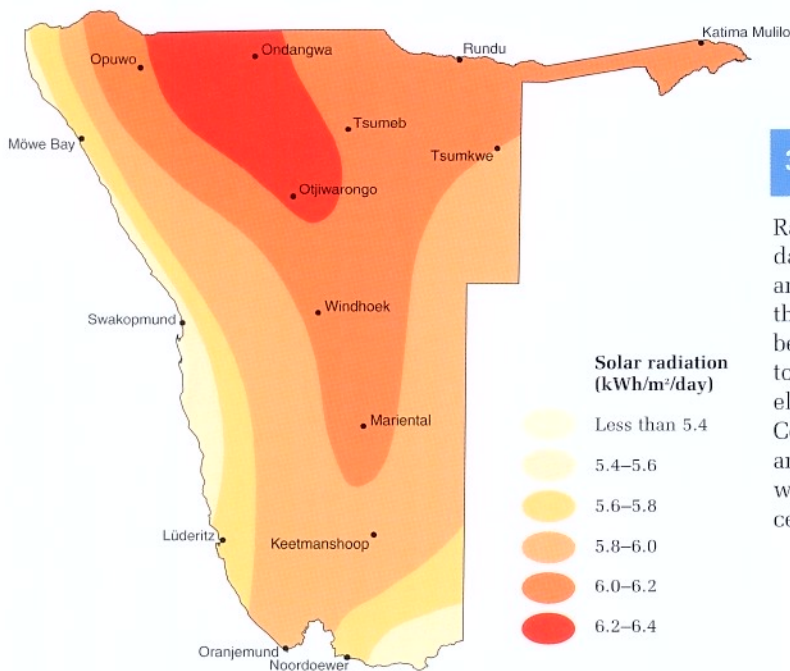 Katima Mulilo
Ondangwa
Rundu
Opuwo
Tsumeb
Möwe Bay
Tsumkwe
Otjiwarongo
Windhoek
Swakopmund
Mariental
Lüderitz
Keetmanshoop
Oranjemund
Noordoewer
Solar radiation
(kWh/m²/day)
Less than 5.4
5.4–5.6
5.6–5.8
5.8–6.0
6.0–6.2
6.2–6.4
3